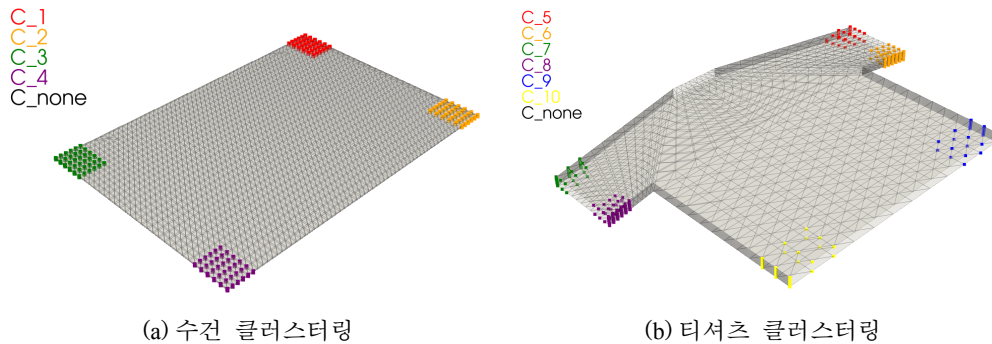 C_1
C_2
C_3
C_4
C_none
C_5
C_6
C_7
C_8
C_9
C_10
C_none
(a) 수건 클러스터링
(b) 티셔츠 클러스터링